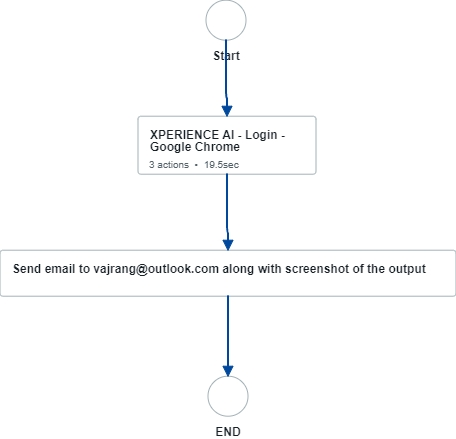 Start
XPERIENCE AI - Login -
Google Chrome
3 actions • 19.5sec
Send email to vajrang@outlook.com along with screenshot of the output
END